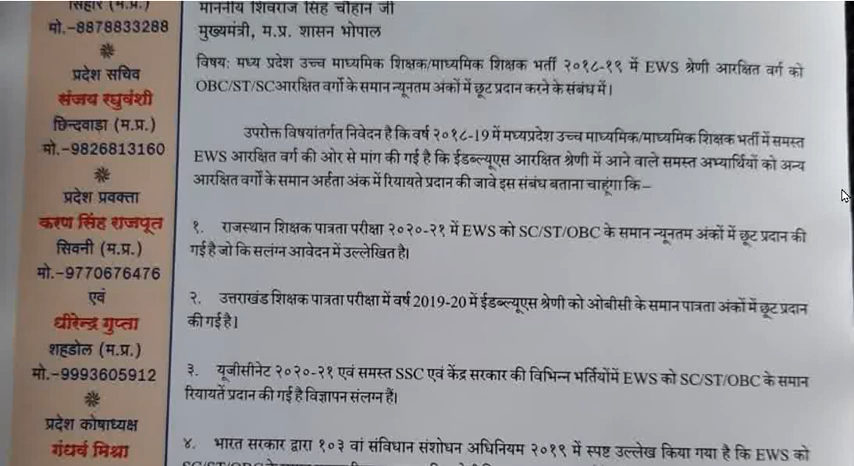 सिहोर (म.प्र.)
मो.-8878833288
प्रदेश सचिव
संजय रघुवंशी
छिन्दवाड़ा (म.प्र.)
मो.-9826813160
प्रदेश प्रवक्ता
करण सिंह राजपूत
सिवनी (म.प्र.)
मो.-9770676476
एवं
धीरेन्द्र गुप्ता
शहडोल (म.प्र.)
मो.-9993605912
प्रदेश कोषाध्यक्ष
गंधर्व मिश्रा
माननीय शिवराज सिंह चौहान जी
मुख्यमंत्री, म.प्र. शासन भोपाल
विषय: मध्य प्रदेश उच्च माध्यमिक शिक्षक/माध्यमिक शिक्षक भर्ती २०१८-१९ में EWS श्रेणी आरक्षित वर्ग को
OBC/ST/SCआरक्षित वर्गो के समान न्यूनतम अंकों में छूट प्रदान करने के संबंध में।
उपरोक्त विषयांतर्गत निवेदन है कि वर्ष २०१८-19 में मध्यप्रदेश उच्च माध्यमिक/माध्यमिक शिक्षक भर्ती में समस्त
EWS आरक्षित वर्ग की ओर से मांग की गई है कि ईडब्ल्यूएस आरक्षित श्रेणी में आने वाले समस्त अभ्यार्थियों को अन्य
आरक्षित वर्गो के समान अर्हता अंक में रियायते प्रदान की जावे इस संबंध बताना चाहूंगा कि–
१. राजस्थान शिक्षक पात्रता परीक्षा २०२०-२१ में EWS को SC/ST/OBC के समान न्यूनतम अंकों में छूट प्रदान की
गई है जो कि सलंग्न आवेदन में उल्लेखित है।
२. उत्तराखंड शिक्षक पात्रता परीक्षा में वर्ष 2019-20 में ईडब्ल्यूएस श्रेणी को ओबीसी के समान पात्रता अंकों में छूट प्रदान
की गई है।
३. यूजीसीनेट २०२०-२१ एवं समस्त SSC एवं केंद्र सरकार की विभिन्न भर्तियोंमें EWS को SC/ST/OBC के समान
रियायतें प्रदान की गई है विज्ञापन संलग्न हैं।
४. भारत सरकार द्वारा १०३ वां संविधान संशोधन अधिनियम २०१९ में स्पष्ट उल्लेख किया गया है कि EWS को